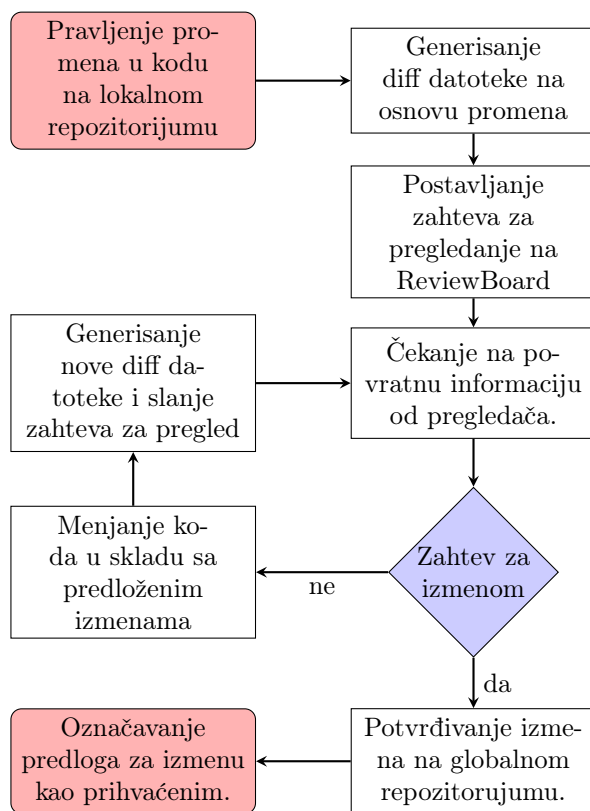 Pravljenje pro-
mena u kodu
na lokalnom
repozitorijumu
Generisanje
diff datoteke na
osnovu promena
Postavljanje
zahteva za
pregledanje na
ReviewBoard
Generisanje
nove diff da-
toteke i slanje
zahteva za pregled
Čekanje na po-
vratnu informaciju
od pregledača.
Menjanje ko-
da u skladu sa
predloženim
izmenama
ne
Zahtev za
izmenom
da
Označavanje
predloga za izmenu
kao prihvaćenim.
Potvrđivanje izme-
na na globalnom
repozitorujumu.